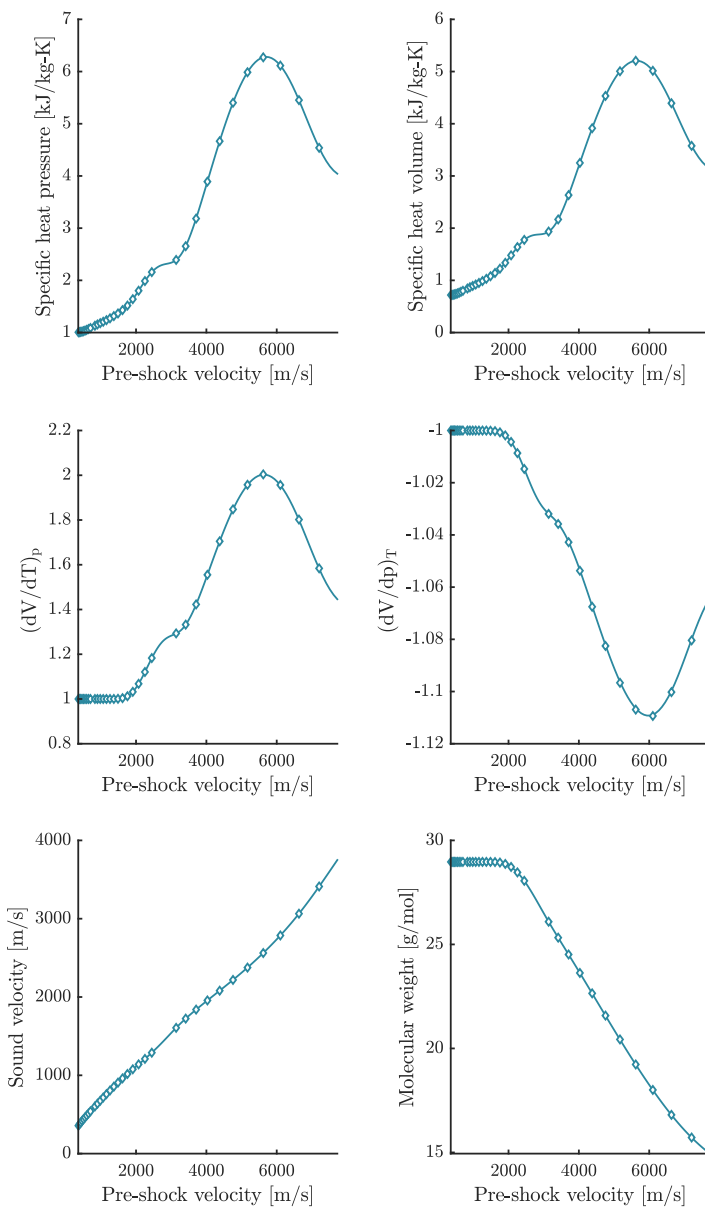 7
6
5
4
3
2
1
Specific heat pressure [kJ/kg-K]
2000 4000 6000
Pre-shock velocity [m/s]
6
5
4
3
2
1
0
Specific heat volume [kJ/kg-K]
2000 4000 6000
Pre-shock velocity [m/s]
2.2
2
1.8
1.6
1.4
1.2
1
0.8
(dV/dT)p
2000 4000 6000
Pre-shock velocity [m/s]
-1
-1.02
-1.04
-1.06
-1.08
-1.1
-1.12
(dV/dp)T
2000 4000 6000
Pre-shock velocity [m/s]
4000
3000
2000
1000
0
Sound velocity [m/s]
2000 4000 6000
Pre-shock velocity [m/s]
30
25
20
15
Molecular weight [g/mol]
2000 4000 6000
Pre-shock velocity [m/s]